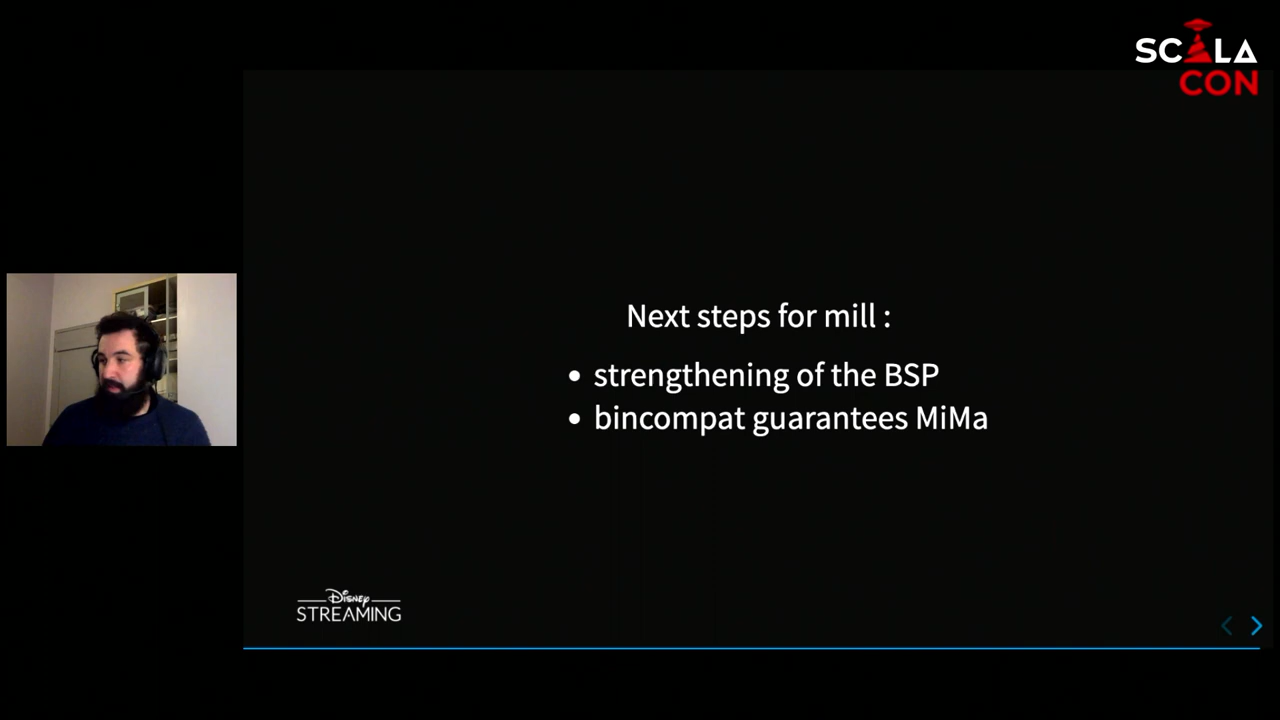 SCALA
CON
Next steps for mill :
• strengthening of the BSP
• bincompat guarantees MiMa
Disney
STREAMING